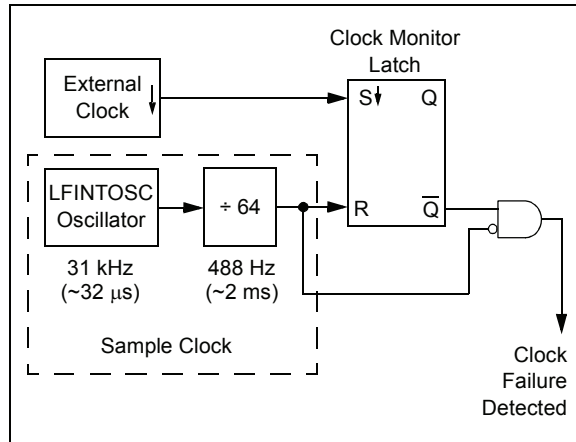 Clock Monitor
Latch
External
Clock
S
Q
LFINTOSC
Oscillator
÷ 64
R
Q̅
31 kHz
(~32 μs)
488 Hz
(~2 ms)
Sample Clock
Clock
Failure
Detected